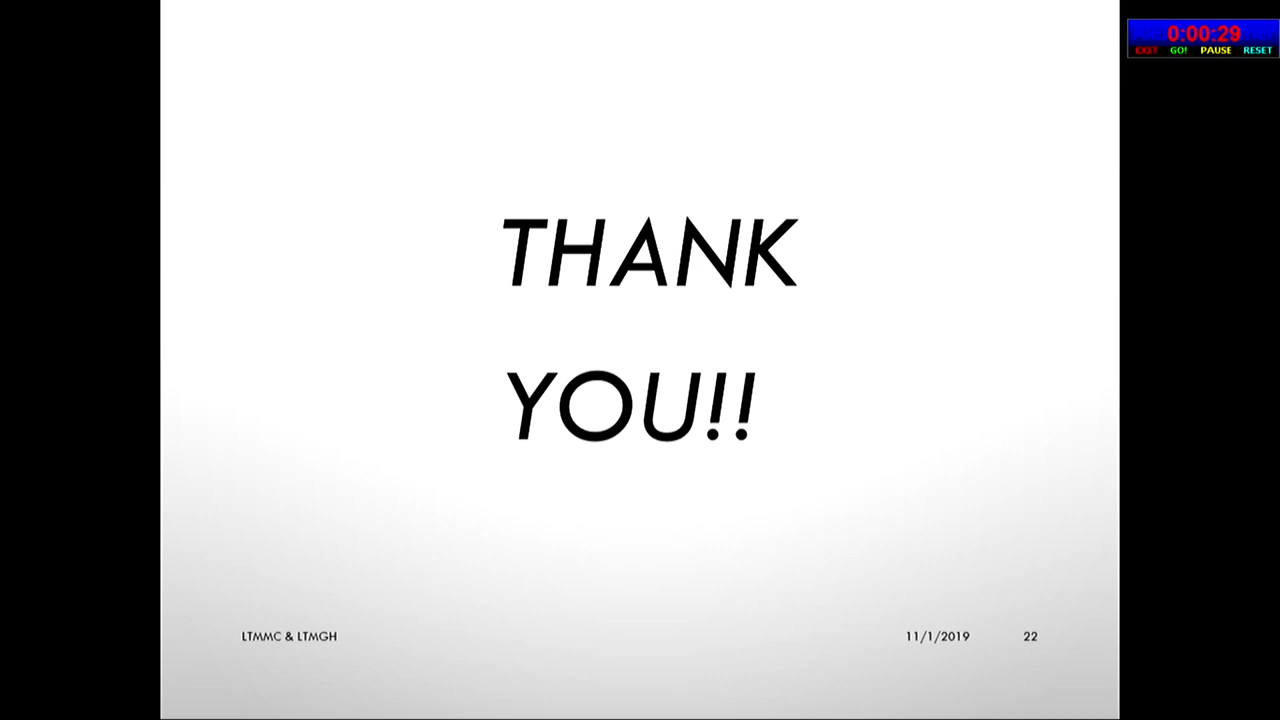 0:00:29
EXIT GO! PAUSE RESET
THANK
YOU!!
LTMMC & LTMGH 11/1/2019 22